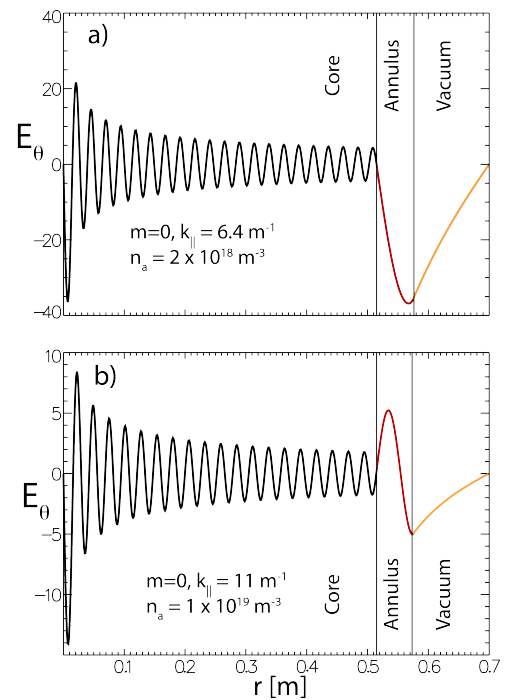 a)
40
20
0
−20
−40
E_θ
Core
Annulus
Vacuum
m=0, k_|| = 6.4 m⁻¹
n_a = 2 x 10¹⁸ m⁻³
b)
10
5
0
−5
−10
E_θ
m=0, k_|| = 11 m⁻¹
n_a = 1 x 10¹⁹ m⁻³
Core
Annulus
Vacuum
0.1 0.2 0.3 0.4 0.5 0.6 0.7
r [m]